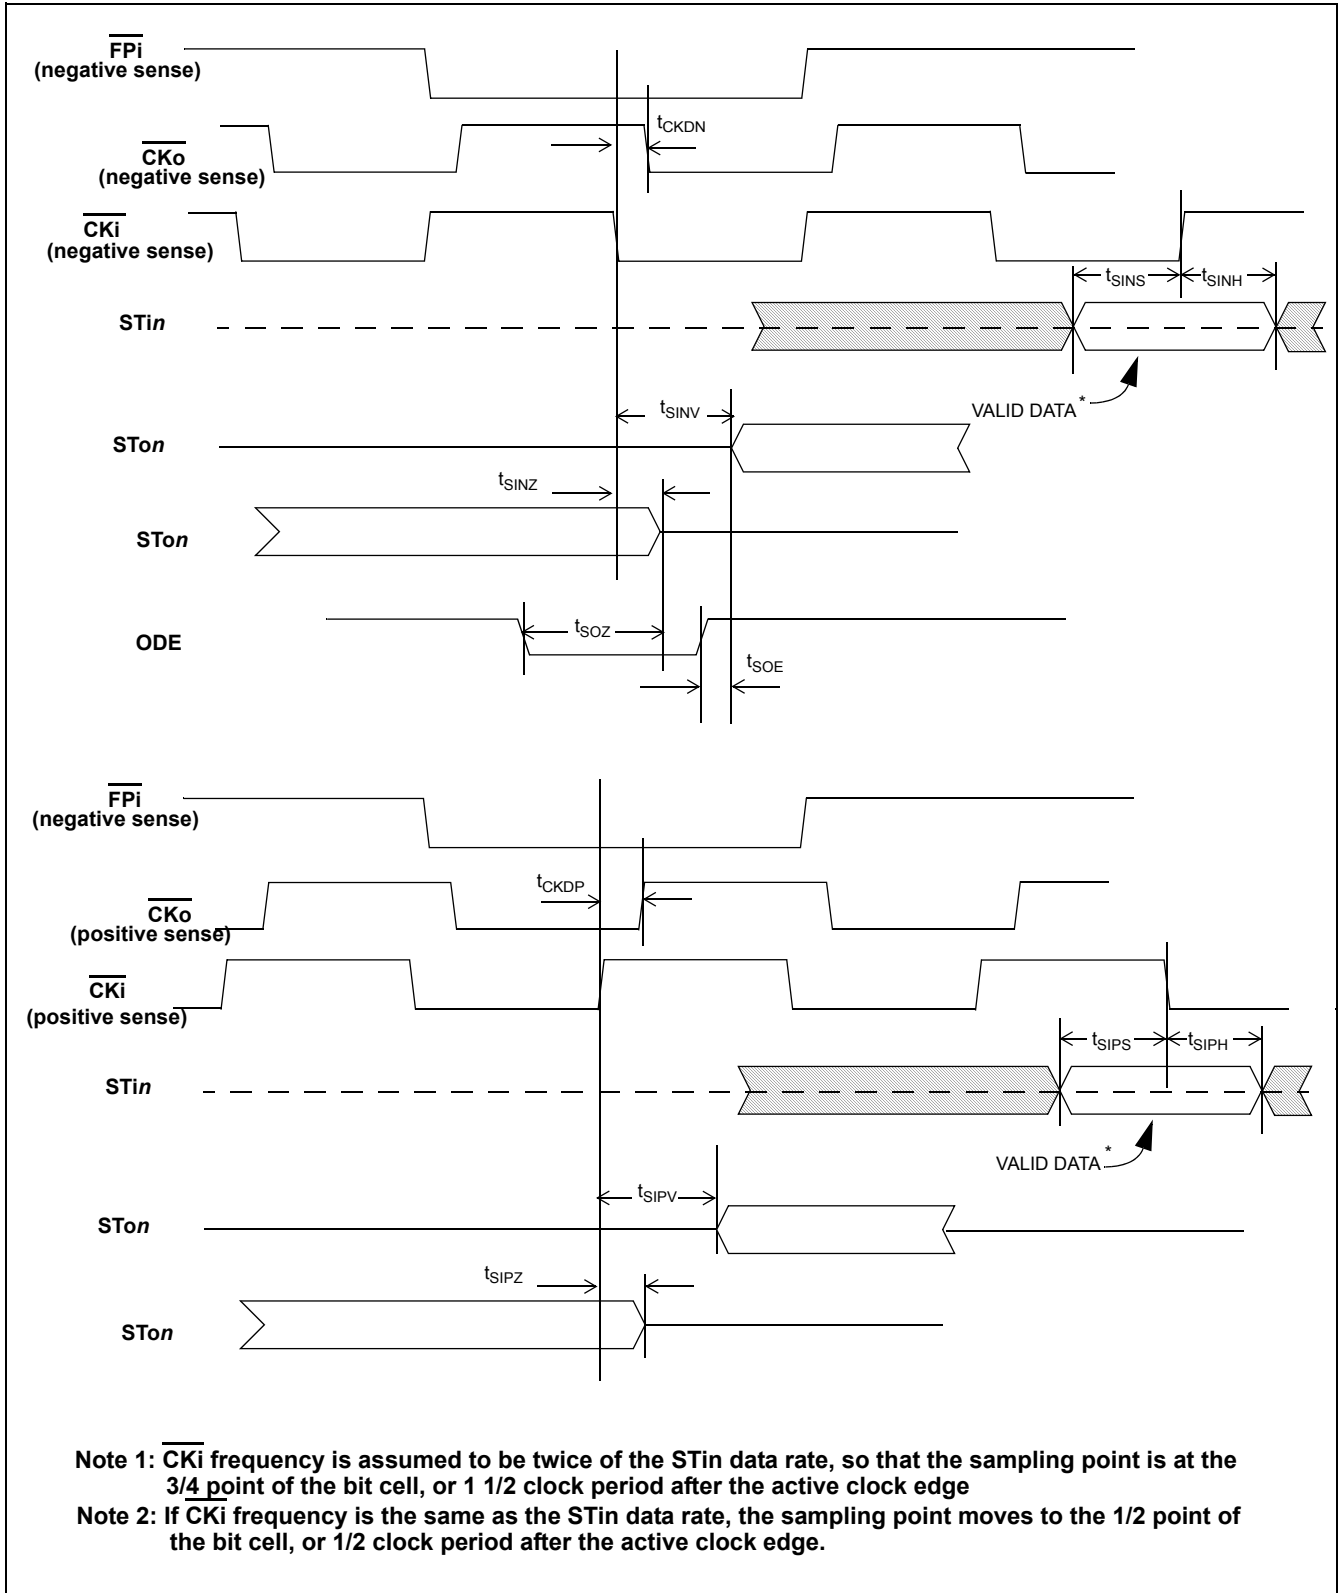 FPi
(negative sense)
tCKDN
CKo
(negative sense)
CKi
(negative sense)
tSINS
tSINH
STin
VALID DATA *
tSINV
STon
tSINZ
STon
tSOZ
ODE
tSOE
FPi
(negative sense)
tCKDP
CKo
(positive sense)
CKi
(positive sense)
tSIPS
tSIPH
STin
VALID DATA *
tSIPV
STon
tSIPZ
STon
Note 1: CKi frequency is assumed to be twice of the STin data rate, so that the sampling point is at the
3/4 point of the bit cell, or 1 1/2 clock period after the active clock edge
Note 2: If CKi frequency is the same as the STin data rate, the sampling point moves to the 1/2 point of
the bit cell, or 1/2 clock period after the active clock edge.